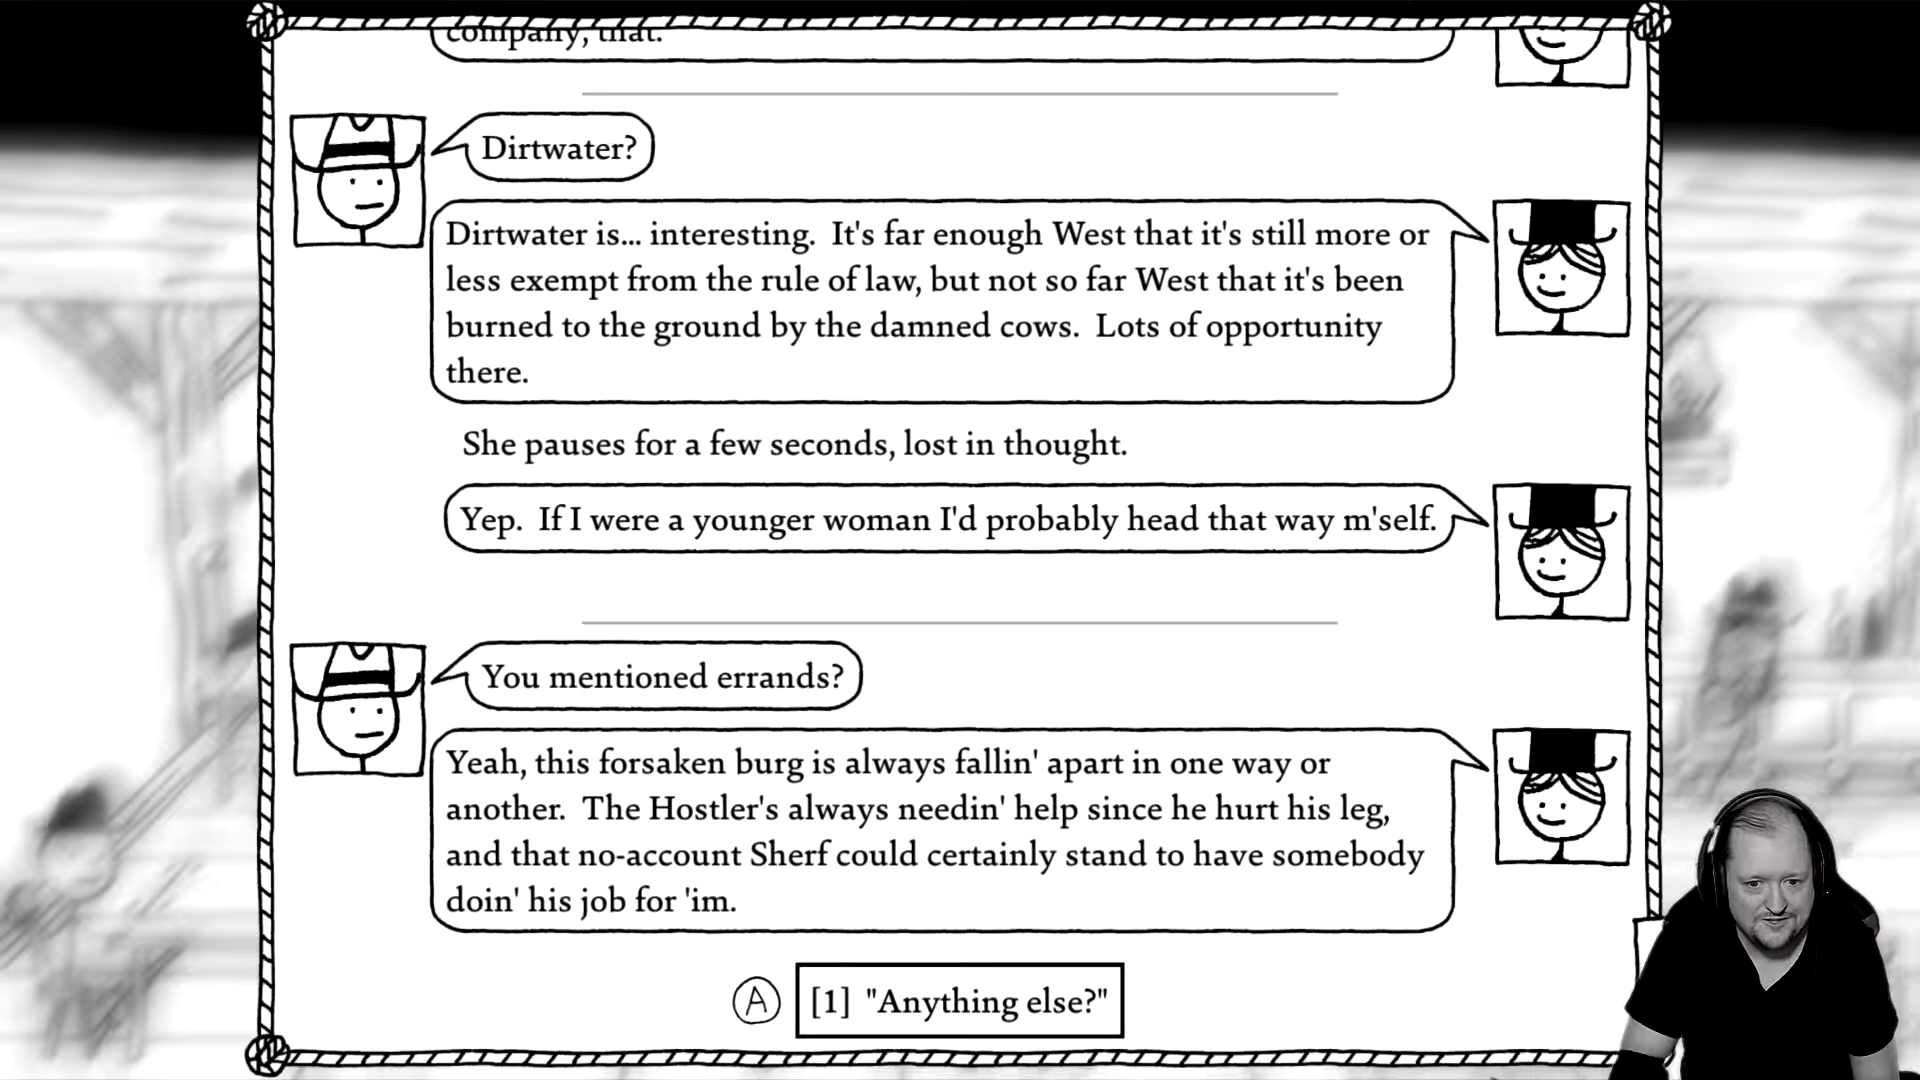 company, that.
Dirtwater?
Dirtwater is... interesting.  It's far enough West that it's still more or
less exempt from the rule of law, but not so far West that it's been
burned to the ground by the damned cows.  Lots of opportunity
there.
She pauses for a few seconds, lost in thought.
Yep.  If I were a younger woman I'd probably head that way m'self.
You mentioned errands?
Yeah, this forsaken burg is always fallin' apart in one way or
another.  The Hostler's always needin' help since he hurt his leg,
and that no-account Sherf could certainly stand to have somebody
doin' his job for 'im.
A [1]  "Anything else?"